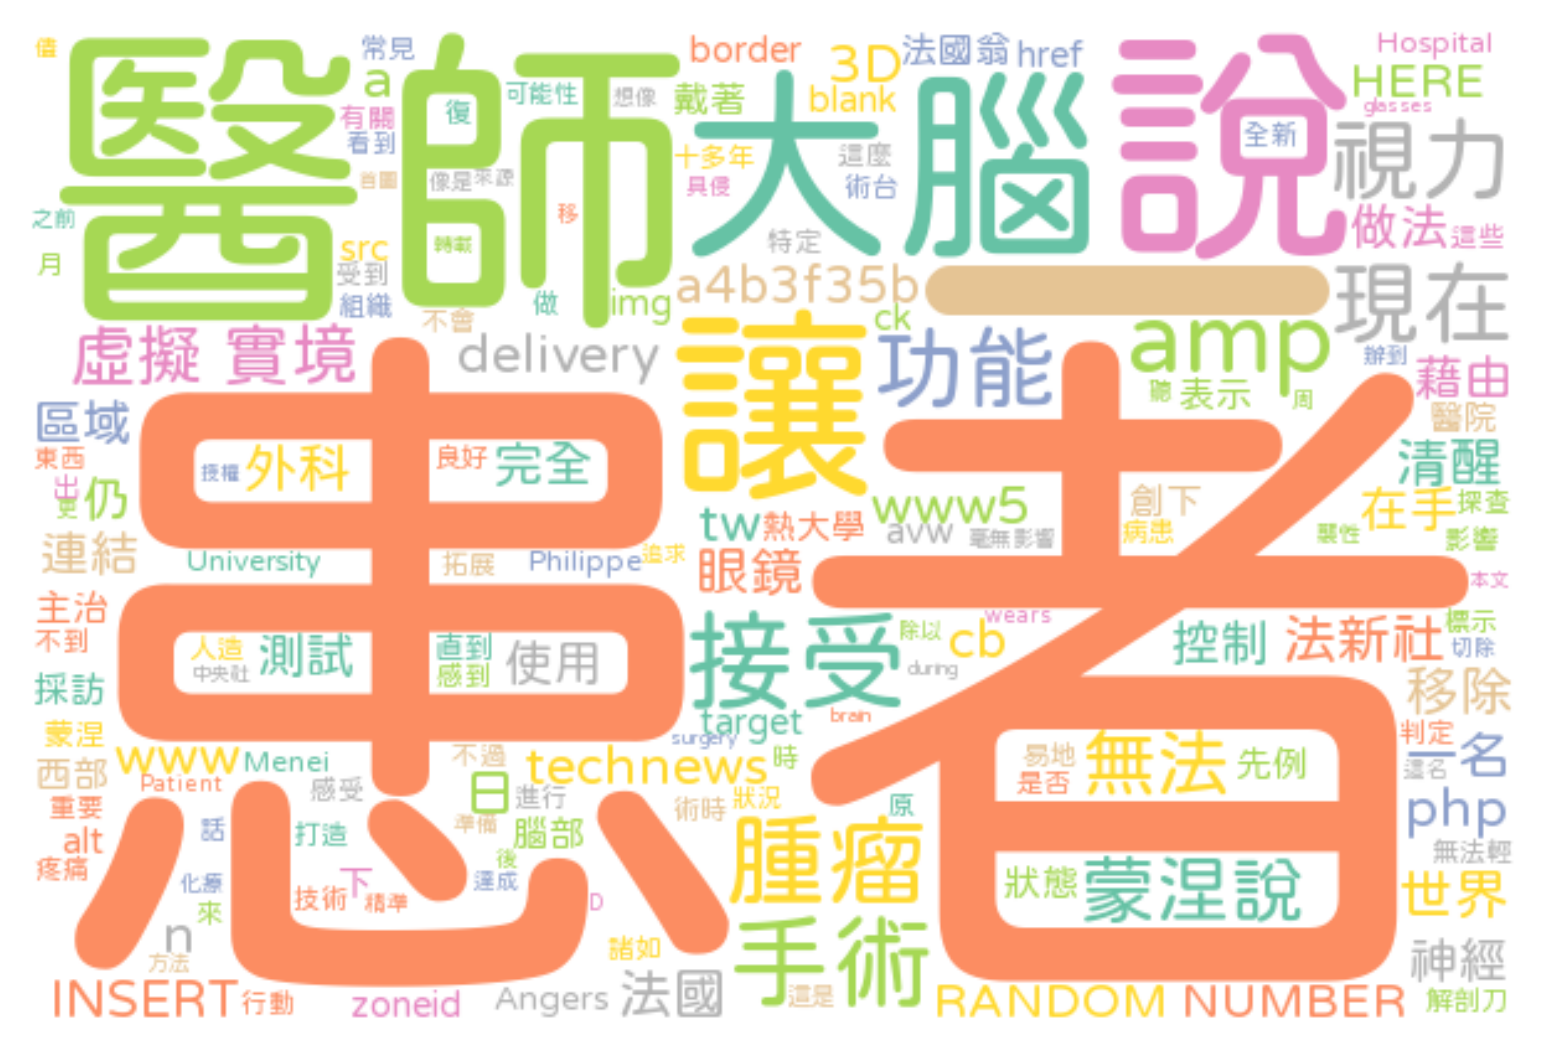 僖
醫師
常見
a
有關
看到
首圖
之前
月
src
受到
組織
復
可能性
想像
像是
來源
轉載
移
做
img
不會
border
3D
法國翁
href
戴著
blank
大腦
十多年
這麼
具侵
術台
特定
a4b3f35b
ck
說
全新
Hospital
HERE
glasses
視力
做法
這些
一
現在
虛擬
實境
delivery
讓
功能
amp
辦到
藉由
聽
表示
周
醫院
區域
東西
出
仍
患者
授權
外科
良好
完全
清醒
在手
探查
創下
病患
襲性
影響
www5
tw
熱大學
avw
毫無影響
連結
University
拓展
Philippe
追求
眼鏡
本文
主治
不到
人造
測試
中央社
直到
感到
使用
接受
除以
cb
wears
during
控制
法新社
標示
切除
採訪
移除
蒙涅
www
Menei
不過
technews
target
surgery
brain
時
易地
是否
無法
先例
判定
一名
這名
西部
Patient
感受
日
進行
準備
腦部
術時
狀況
原
php
重要
alt
疼痛
話
打造
後
達成
腫瘤
狀態
蒙涅說
無法輕
世界
化療
來
技術
下
精準
D
n
方法
諸如
手術
這是
神經
INSERT
行動
zoneid
Angers
法國
RANDOM
NUMBER
解剖刀